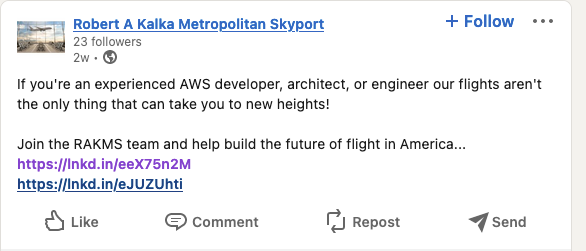 Robert A Kalka Metropolitan Skyport
+ Follow
23 followers
2w •
If you're an experienced AWS developer, architect, or engineer our flights aren't
the only thing that can take you to new heights!
Join the RAKMS team and help build the future of flight in America...
https://lnkd.in/eeX75n2M
https://lnkd.in/eJUZUhti
Like
Comment
Repost
Send